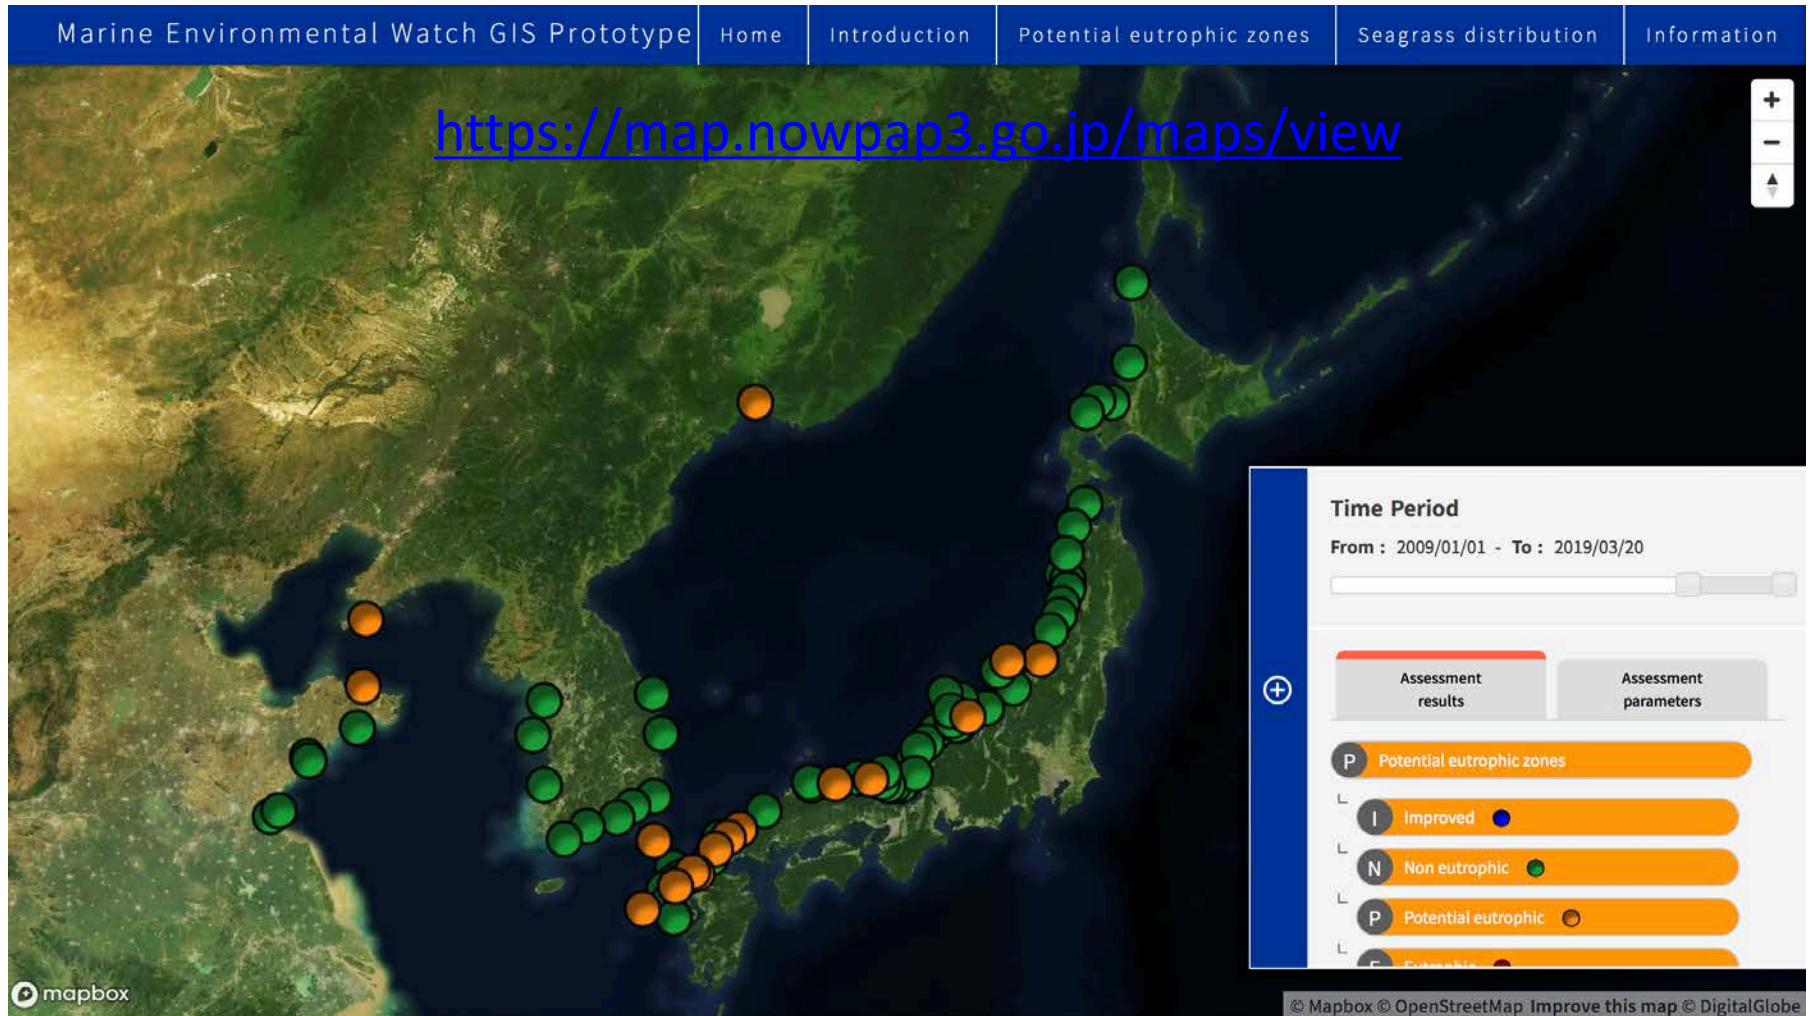 Marine Environmental Watch GIS Prototype
Home
Introduction
Potential eutrophic zones
Seagrass distribution
Information
https://map.nowpap3.go.jp/maps/view
Time Period
From : 2009/01/01 - To : 2019/03/20
Assessment
results
Assessment
parameters
P Potential eutrophic zones
I Improved
N Non eutrophic
P Potential eutrophic
mapbox
© Mapbox © OpenStreetMap Improve this map © DigitalGlobe